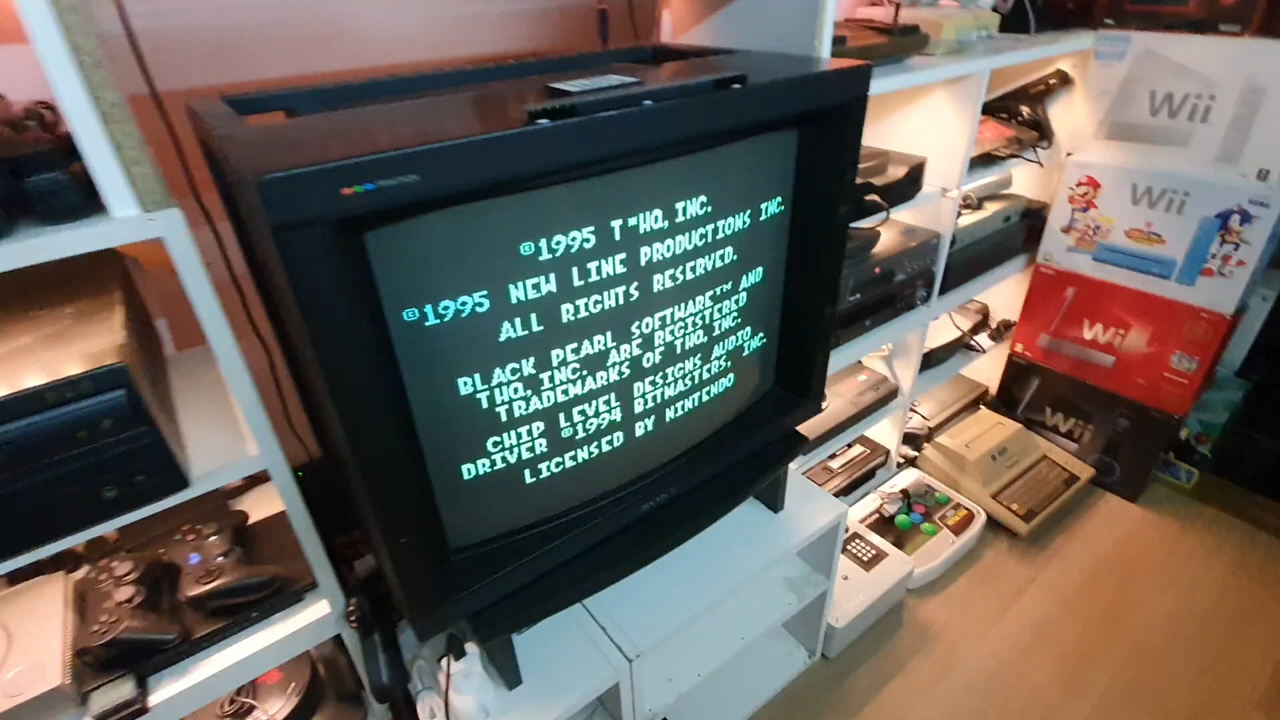 ©1995 T*HQ, INC.
©1995 NEW LINE PRODUCTIONS INC.
ALL RIGHTS RESERVED.
BLACK PEARL SOFTWARE™ AND
THQ, INC. ARE REGISTERED
TRADEMARKS OF THQ, INC.
CHIP LEVEL DESIGNS AUDIO
DRIVER ©1994 BITMASTERS, INC.
LICENSED BY NINTENDO
Wii
Wii
SEGA
Wii
Wii